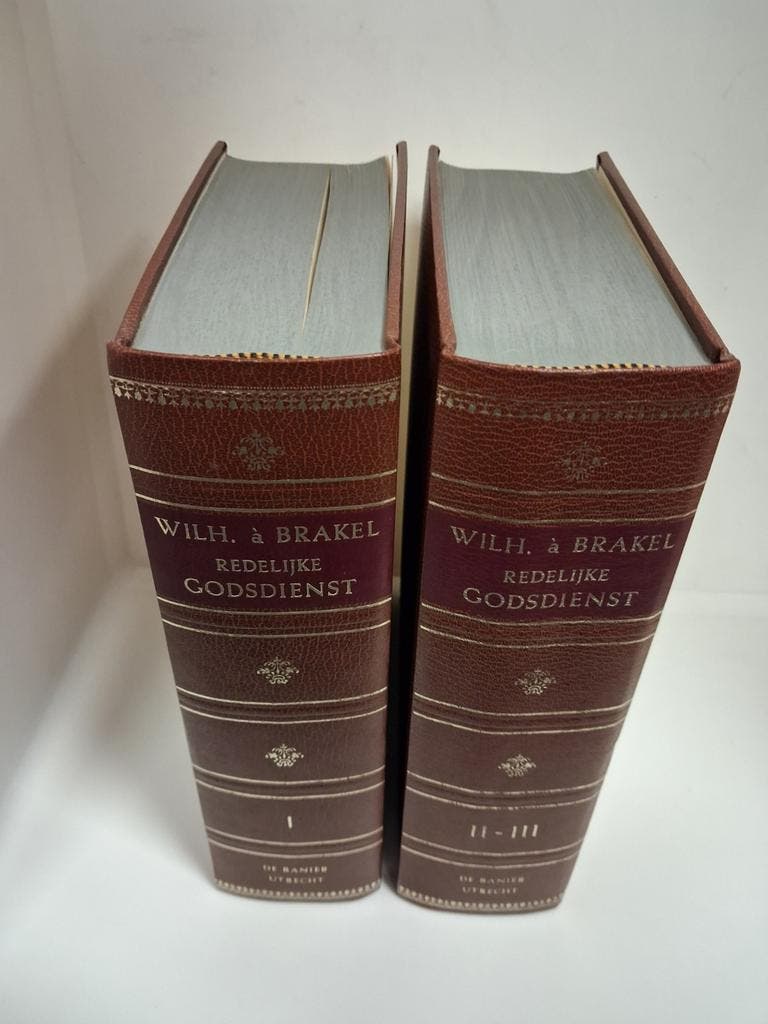 WILH. à BRAKEL
REDELIJKE
GODSDIENST
I
DE BANIER
UTRECHT
WILH. à BRAKEL
REDELIJKE
GODSDIENST
II-III
DE BANIER
UTRECHT